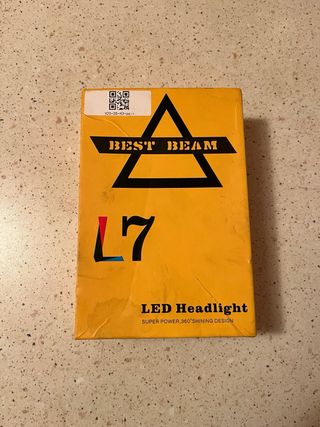 BEST BEAM
L7
LED Headlight
SUPER POWER,360°SHINING DESIGN